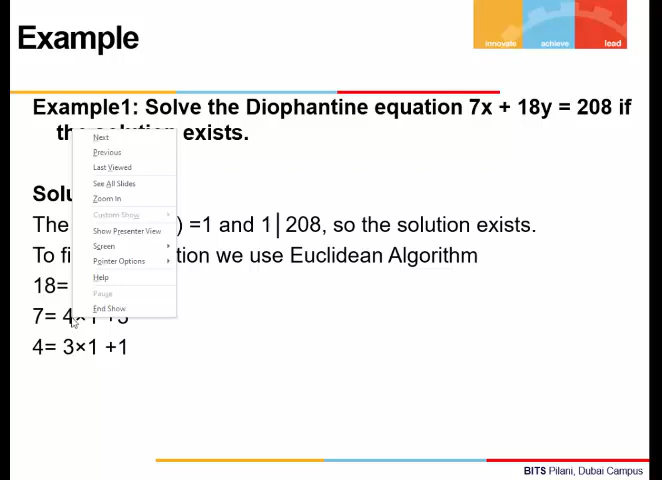 Example
innovate achieve lead
Example1: Solve the Diophantine equation 7x + 18y = 208 if
the solution exists.
Solu
The ) =1 and 1│208, so the solution exists.
To fi tion we use Euclidean Algorithm
18=
7= 4×1 +3
4= 3×1 +1
Next
Previous
Last Viewed
See All Slides
Zoom In
Custom Show
Show Presenter View
Screen
Pointer Options
Help
Pause
End Show
BITS Pilani, Dubai Campus